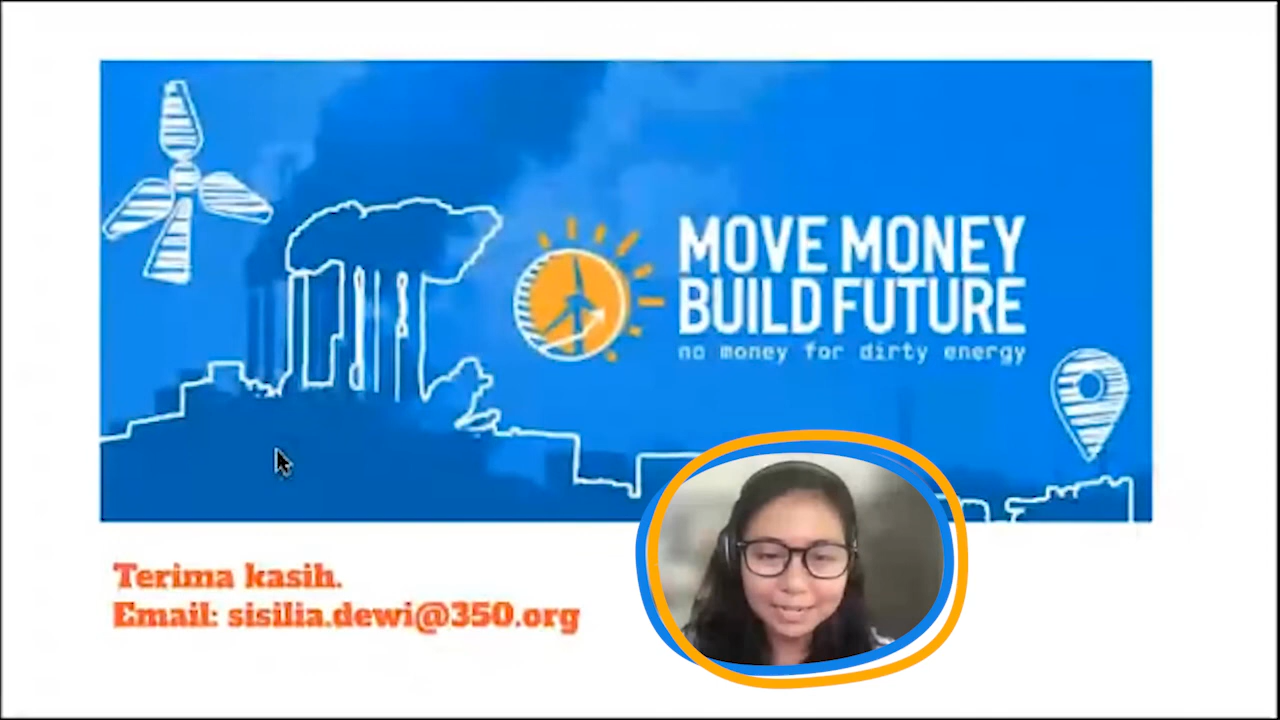 MOVE MONEY
BUILD FUTURE
no money for dirty energy
Terima kasih.
Email: sisilia.dewi@350.org